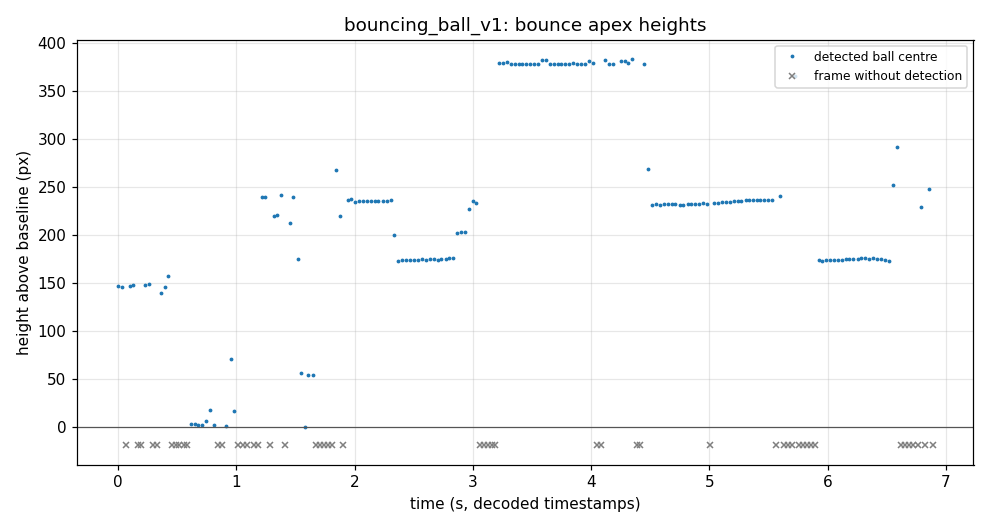 bouncing_ball_v1: bounce apex heights
detected ball centre
frame without detection
height above baseline (px)
400
350
300
250
200
150
100
50
0
0 1 2 3 4 5 6 7
time (s, decoded timestamps)